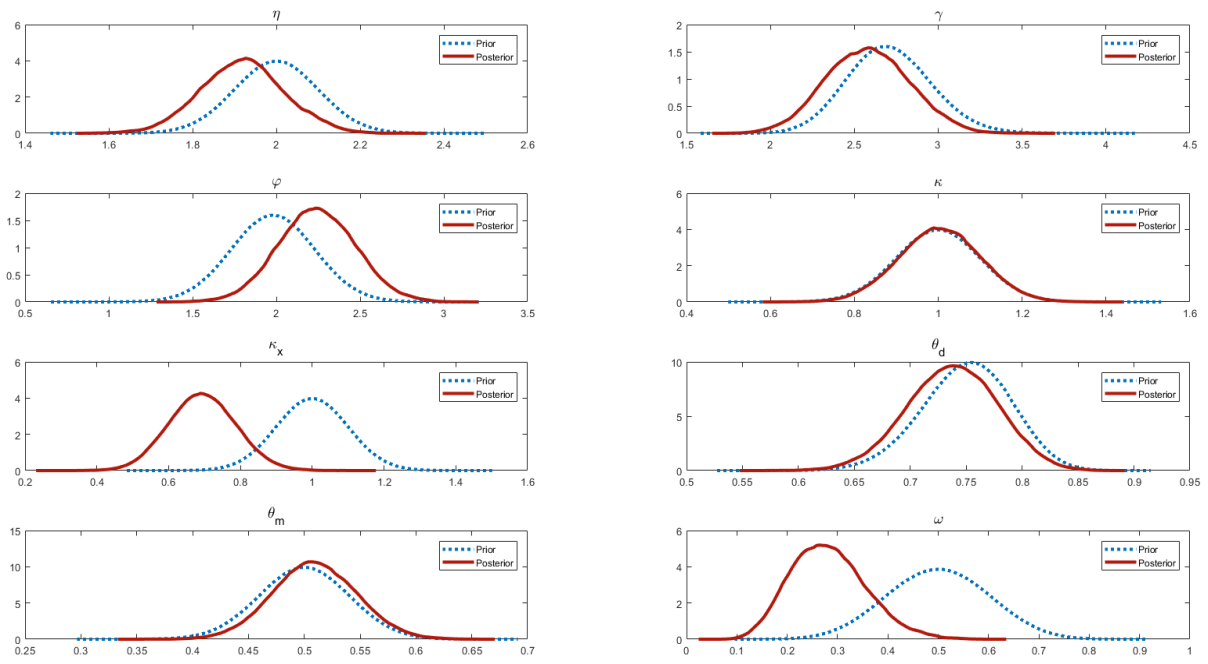 η
6
4
2
0
Prior
Posterior
1.4 1.6 1.8 2 2.2 2.4 2.6
γ
2
1.5
1
0.5
0
Prior
Posterior
1.5 2 2.5 3 3.5 4 4.5
φ
2
1.5
1
0.5
0
Prior
Posterior
0.5 1 1.5 2 2.5 3 3.5
κ
6
4
2
0
Prior
Posterior
0.4 0.6 0.8 1 1.2 1.4 1.6
κx
6
4
2
0
Prior
Posterior
0.2 0.4 0.6 0.8 1 1.2 1.4 1.6
θd
10
5
0
Prior
Posterior
0.5 0.55 0.6 0.65 0.7 0.75 0.8 0.85 0.9 0.95
θm
15
10
5
0
Prior
Posterior
0.25 0.3 0.35 0.4 0.45 0.5 0.55 0.6 0.65 0.7
ω
6
4
2
0
Prior
Posterior
0 0.1 0.2 0.3 0.4 0.5 0.6 0.7 0.8 0.9 1